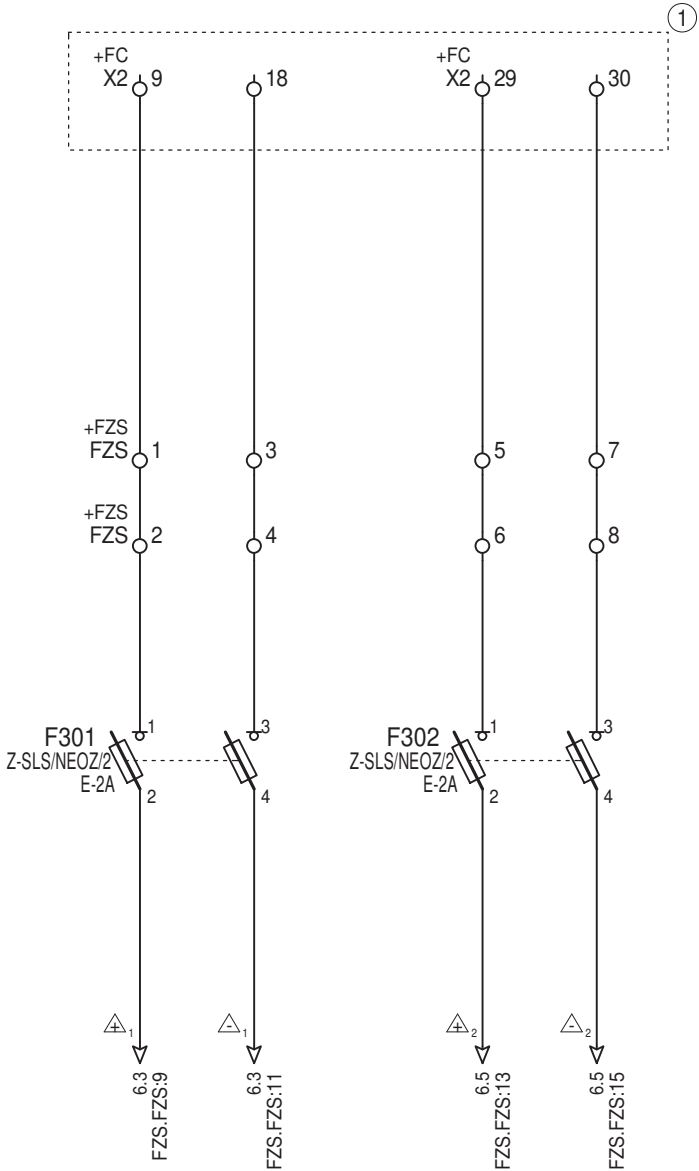 1
+FC
X2 9
18
+FC
X2 29
30
+FZS
FZS 1
3
5
7
+FZS
FZS 2
4
6
8
F301
Z-SLS/NEOZ/2
E-2A
1
2
3
4
F302
Z-SLS/NEOZ/2
E-2A
1
2
3
4
+ 1
- 1
+ 2
- 2
6.3
FZS.FZS:9
6.3
FZS.FZS:11
6.5
FZS.FZS:13
6.5
FZS.FZS:15